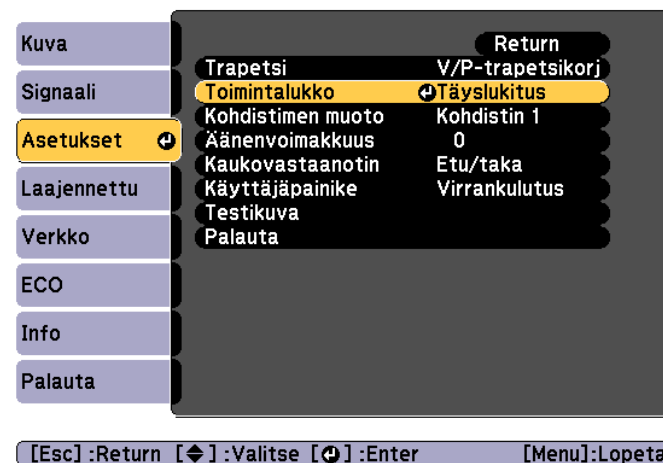 Kuva
Signaali
Asetukset
Laajennettu
Verkko
ECO
Info
Palauta
Return
Trapetsi V/P-trapetsikorj
Toimintalukko Täyslukitus
Kohdistimen muoto Kohdistin 1
Äänenvoimakkuus 0
Kaukovastaanotin Etu/taka
Käyttäjäpainike Virrankulutus
Testikuva
Palauta
[Esc] :Return [◆] :Valitse [⏎] :Enter [Menu]:Lopeta